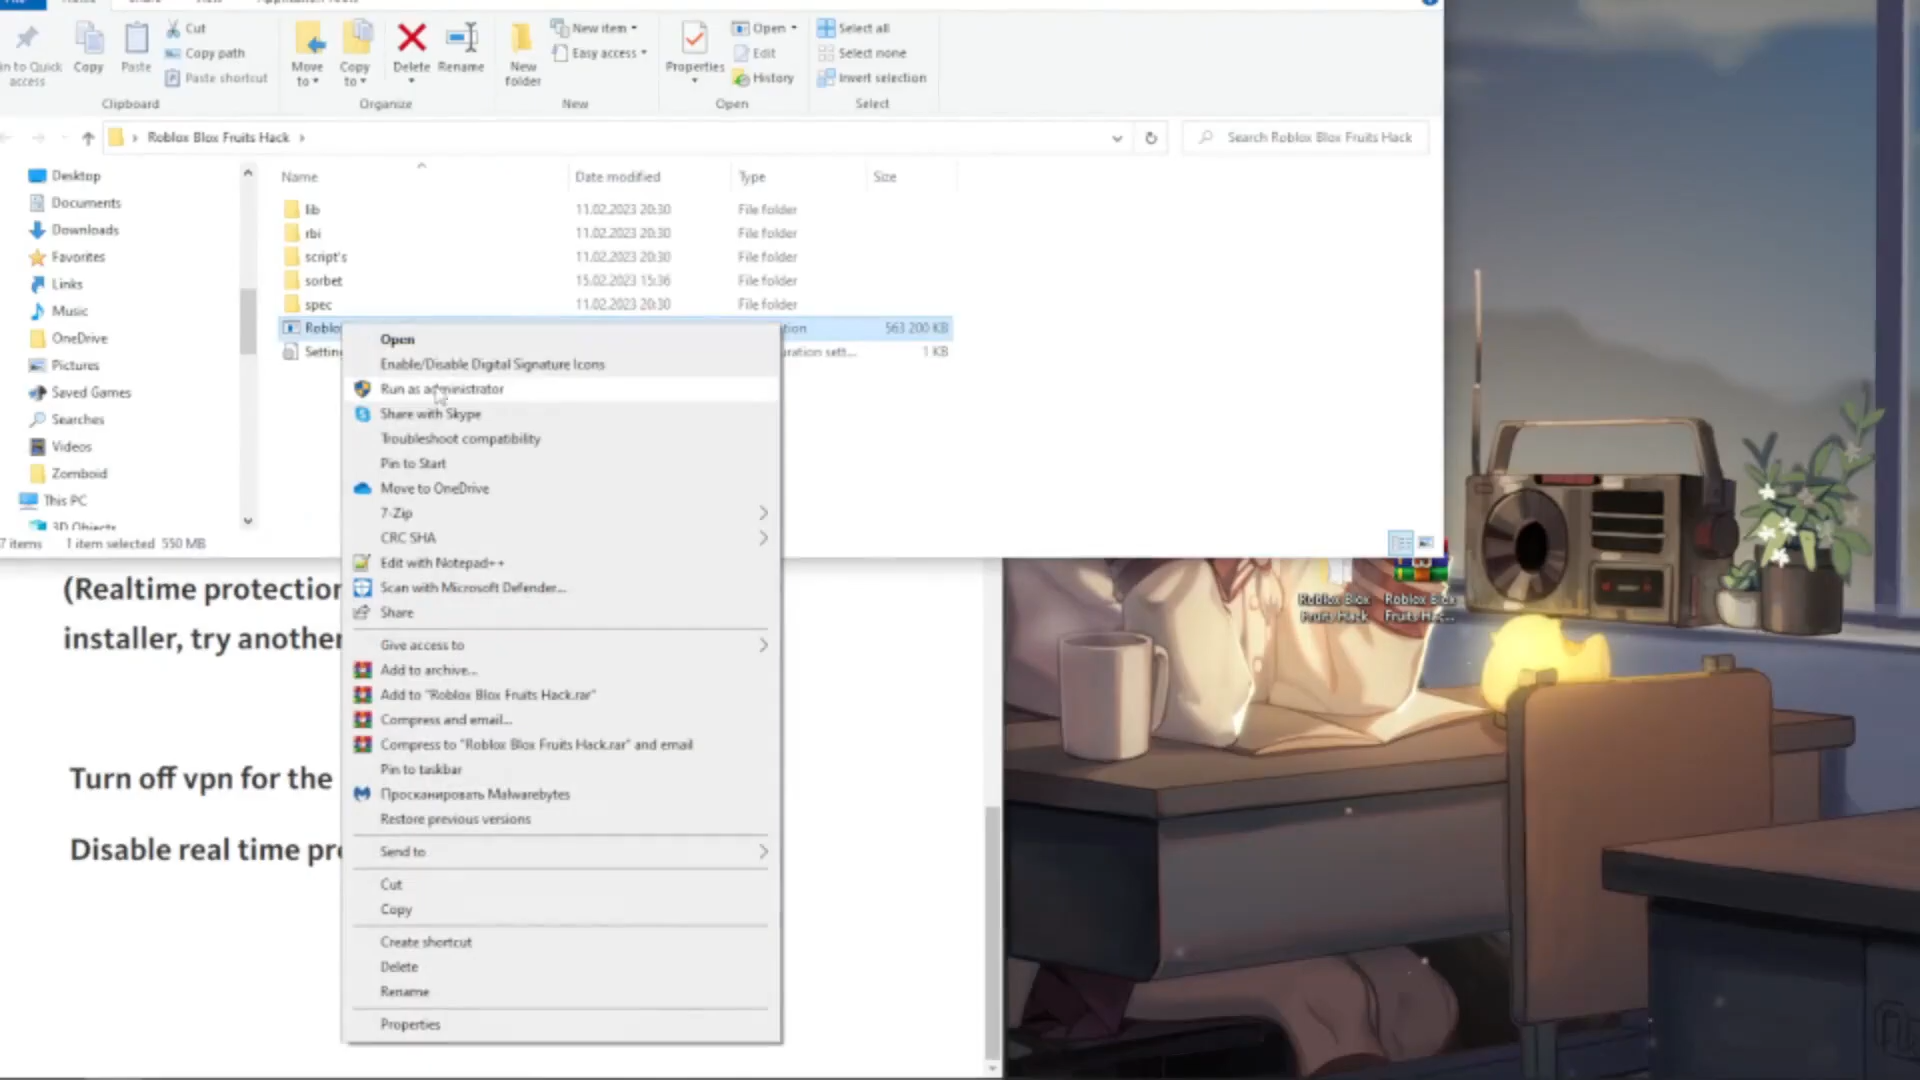 in to Quick access
Copy
Paste
Cut
Copy path
Paste shortcut
Clipboard
Move to
Copy to
Delete
Rename
Organize
New folder
New item
Easy access
New
Properties
Open
Edit
History
Open
Select all
Select none
Invert selection
Select
Roblox Blox Fruits Hack
Search Roblox Blox Fruits Hack
Desktop
Documents
Downloads
Favorites
Links
Music
OneDrive
Pictures
Saved Games
Searches
Videos
Zomboid
This PC
3D Objects
Name Date modified Type Size
lib 11.02.2023 20:30 File folder
rbi 11.02.2023 20:30 File folder
script's 11.02.2023 20:30 File folder
sorbet 15.02.2023 15:36 File folder
spec 11.02.2023 20:30 File folder
Roblo tion 563 200 KB
Settin uration sett... 1 KB
7 items 1 item selected 550 MB
Open
Enable/Disable Digital Signature Icons
Run as administrator
Share with Skype
Troubleshoot compatibility
Pin to Start
Move to OneDrive
7-Zip
CRC SHA
Edit with Notepad++
Scan with Microsoft Defender...
Share
Give access to
Add to archive...
Add to "Roblox Blox Fruits Hack.rar"
Compress and email...
Compress to "Roblox Blox Fruits Hack.rar" and email
Pin to taskbar
Просканировать Malwarebytes
Restore previous versions
Send to
Cut
Copy
Create shortcut
Delete
Rename
Properties
(Realtime protection
installer, try another
Turn off vpn for the
Disable real time pr
Roblox Blox
Fruits Hack
Roblox Blox
Fruits Hac...